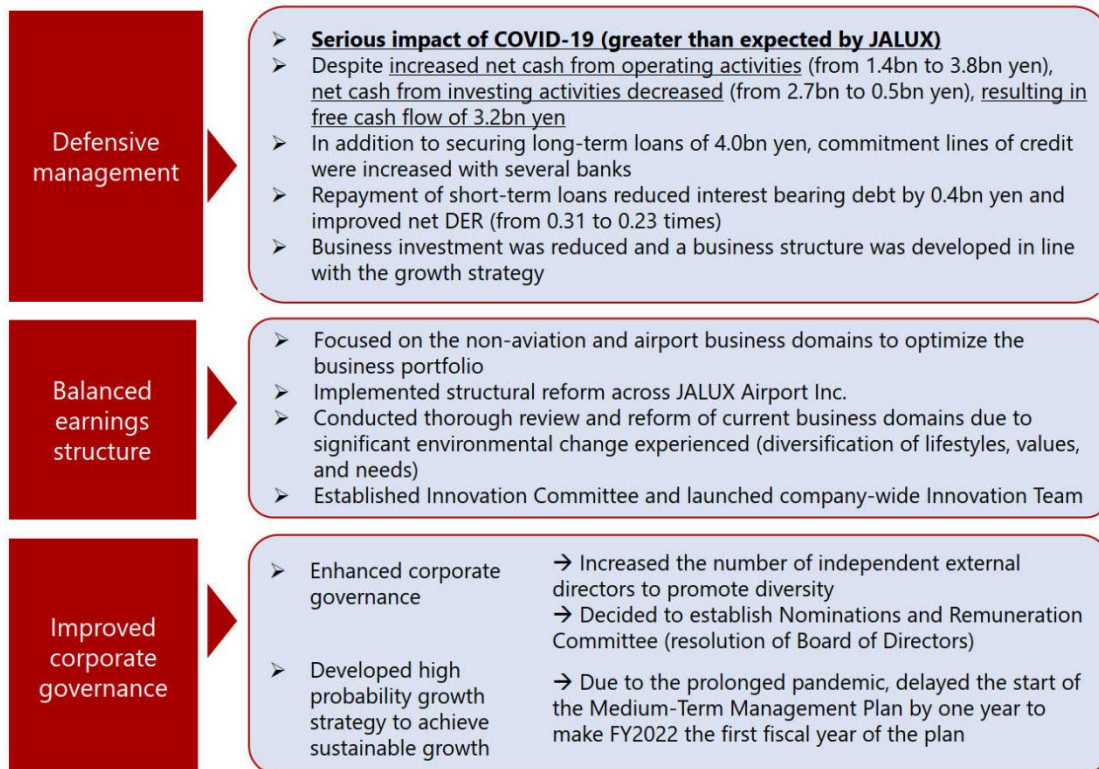 Defensive
management
➢ Serious impact of COVID-19 (greater than expected by JALUX)
➢ Despite increased net cash from operating activities (from 1.4bn to 3.8bn yen),
net cash from investing activities decreased (from 2.7bn to 0.5bn yen), resulting in
free cash flow of 3.2bn yen
➢ In addition to securing long-term loans of 4.0bn yen, commitment lines of credit
were increased with several banks
➢ Repayment of short-term loans reduced interest bearing debt by 0.4bn yen and
improved net DER (from 0.31 to 0.23 times)
➢ Business investment was reduced and a business structure was developed in line
with the growth strategy
Balanced
earnings
structure
➢ Focused on the non-aviation and airport business domains to optimize the
business portfolio
➢ Implemented structural reform across JALUX Airport Inc.
➢ Conducted thorough review and reform of current business domains due to
significant environmental change experienced (diversification of lifestyles, values,
and needs)
➢ Established Innovation Committee and launched company-wide Innovation Team
Improved
corporate
governance
➢ Enhanced corporate
governance
→ Increased the number of independent external
directors to promote diversity
→ Decided to establish Nominations and Remuneration
Committee (resolution of Board of Directors)
➢ Developed high
probability growth
strategy to achieve
sustainable growth
→ Due to the prolonged pandemic, delayed the start of
the Medium-Term Management Plan by one year to
make FY2022 the first fiscal year of the plan